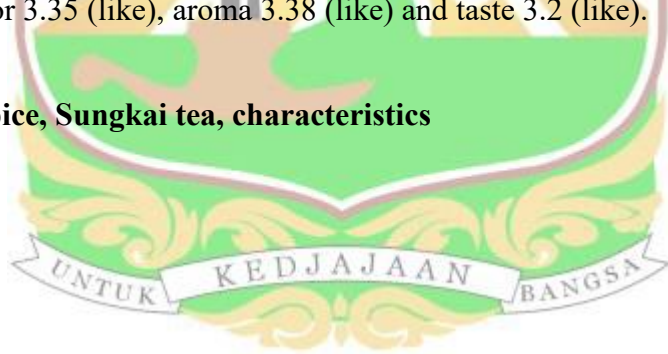 or 3.35 (like), aroma 3.38 (like) and taste 3.2 (like).
Sungkai tea, characteristics
UNTUK KEDJAJAAN BANGSA